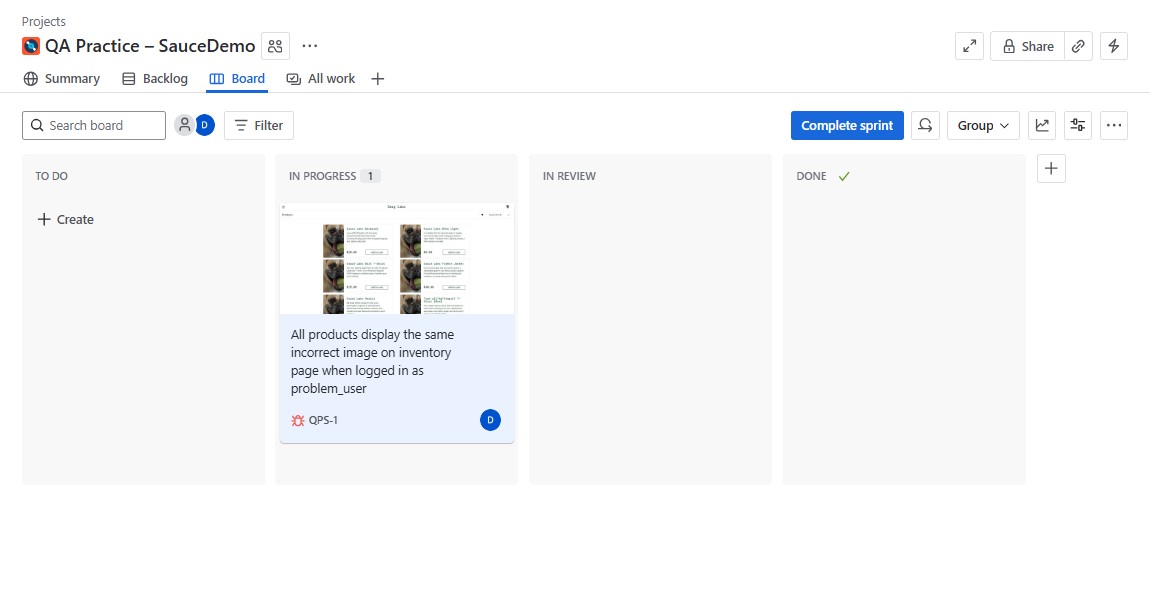 Projects
QA Practice – SauceDemo
Summary
Backlog
Board
All work
Share
Search board
D
Filter
Complete sprint
Group
TO DO
IN PROGRESS 1
IN REVIEW
DONE
Create
Swag Labs
Products
All products display the same
incorrect image on inventory
page when logged in as
problem_user
QPS-1
D